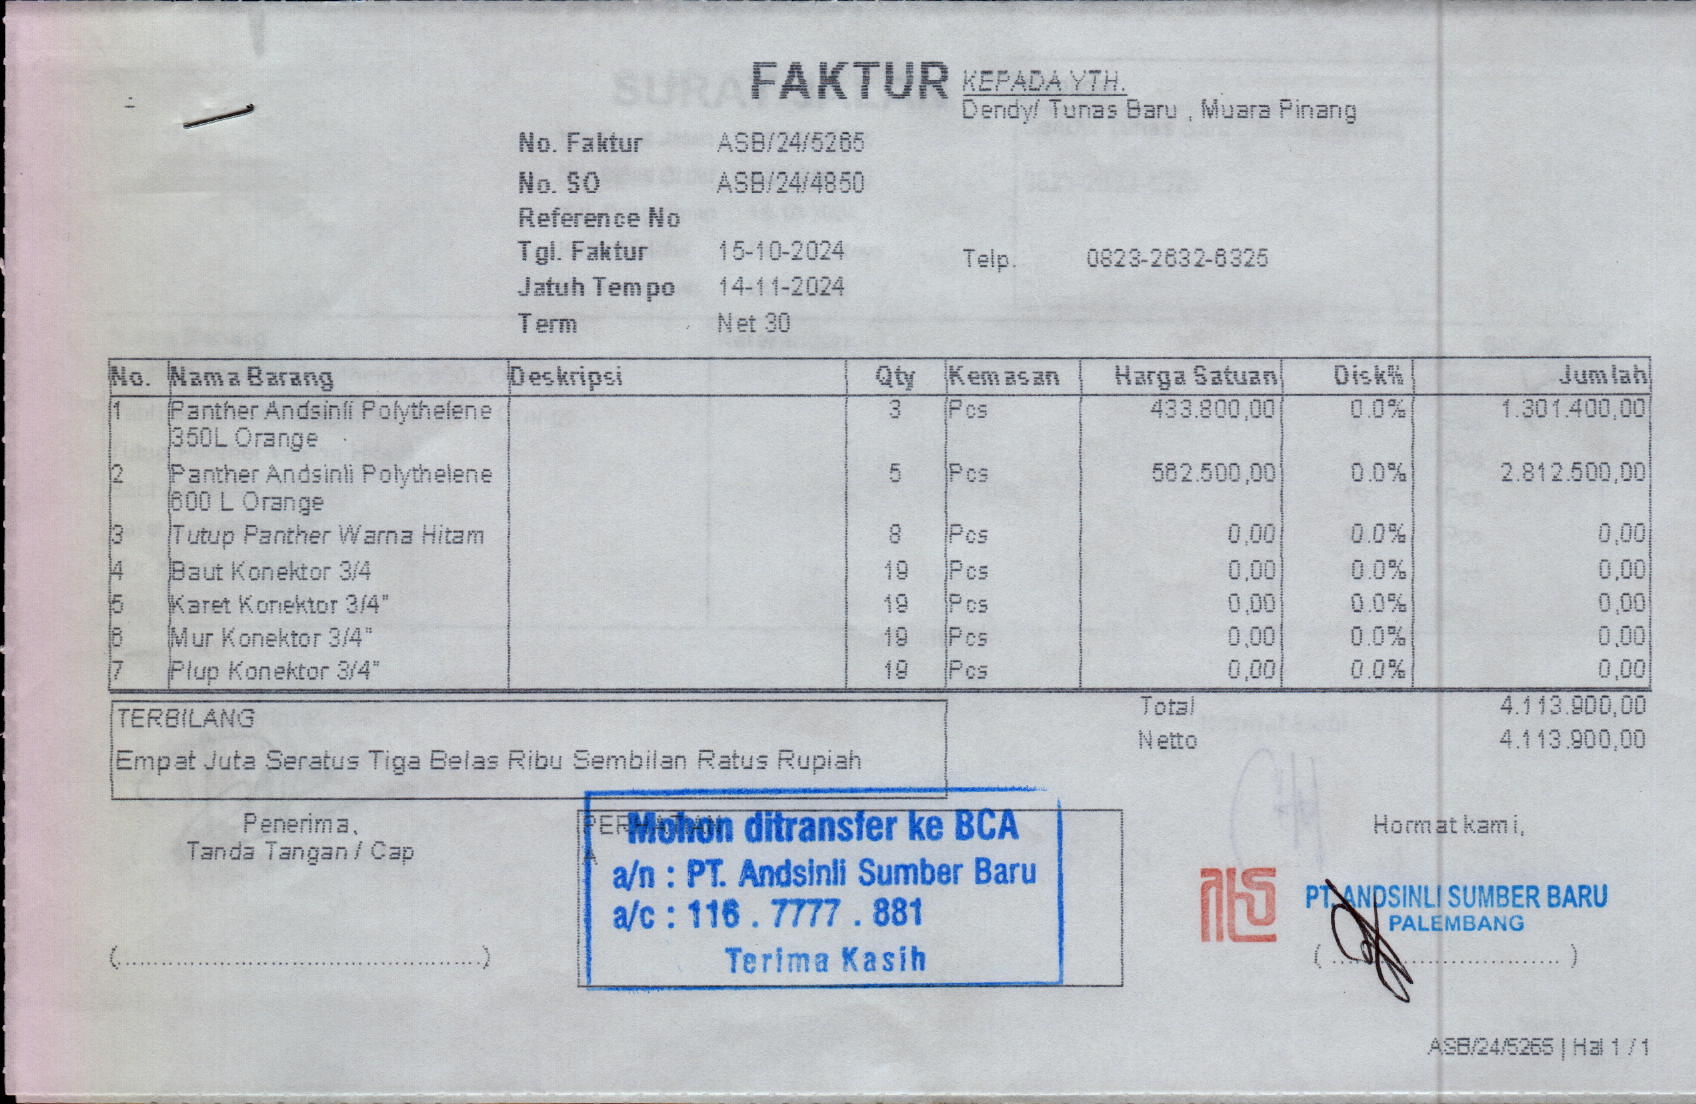 FAKTUR
KEPADA YTH.
Dendy/ Tunas Baru , Muara Pinang
No. Faktur ASB/24/5265
No. SO ASB/24/4850
Reference No
Tgl. Faktur 15-10-2024
Telp. 0823-2632-6325
Jatuh Tempo 14-11-2024
Term Net 30
No. Nama Barang Deskripsi Qty Kemasan Harga Satuan Disk% Jumlah
1 Panther Andsinli Polythelene 3 Pcs 433.800,00 0.0% 1.301.400,00
350L Orange
2 Panther Andsinli Polythelene 5 Pcs 562.500,00 0.0% 2.812.500,00
600 L Orange
3 Tutup Panther Warna Hitam 8 Pcs 0,00 0.0% 0,00
4 Baut Konektor 3/4 19 Pcs 0,00 0.0% 0,00
5 Karet Konektor 3/4" 19 Pcs 0,00 0.0% 0,00
6 Mur Konektor 3/4" 19 Pcs 0,00 0.0% 0,00
7 Plup Konektor 3/4" 19 Pcs 0,00 0.0% 0,00
Total 4.113.900,00
Netto 4.113.900,00
TERBILANG
Empat Juta Seratus Tiga Belas Ribu Sembilan Ratus Rupiah
Penerima,
Tanda Tangan / Cap
(................................................)
Mohon ditransfer ke BCA
a/n : PT. Andsinli Sumber Baru
a/c : 116 . 7777 . 881
Terima Kasih
Hormat kami,
PT. ANDSINLI SUMBER BARU
PALEMBANG
( .............................. )
ASB/24/5265 | Hal 1 / 1